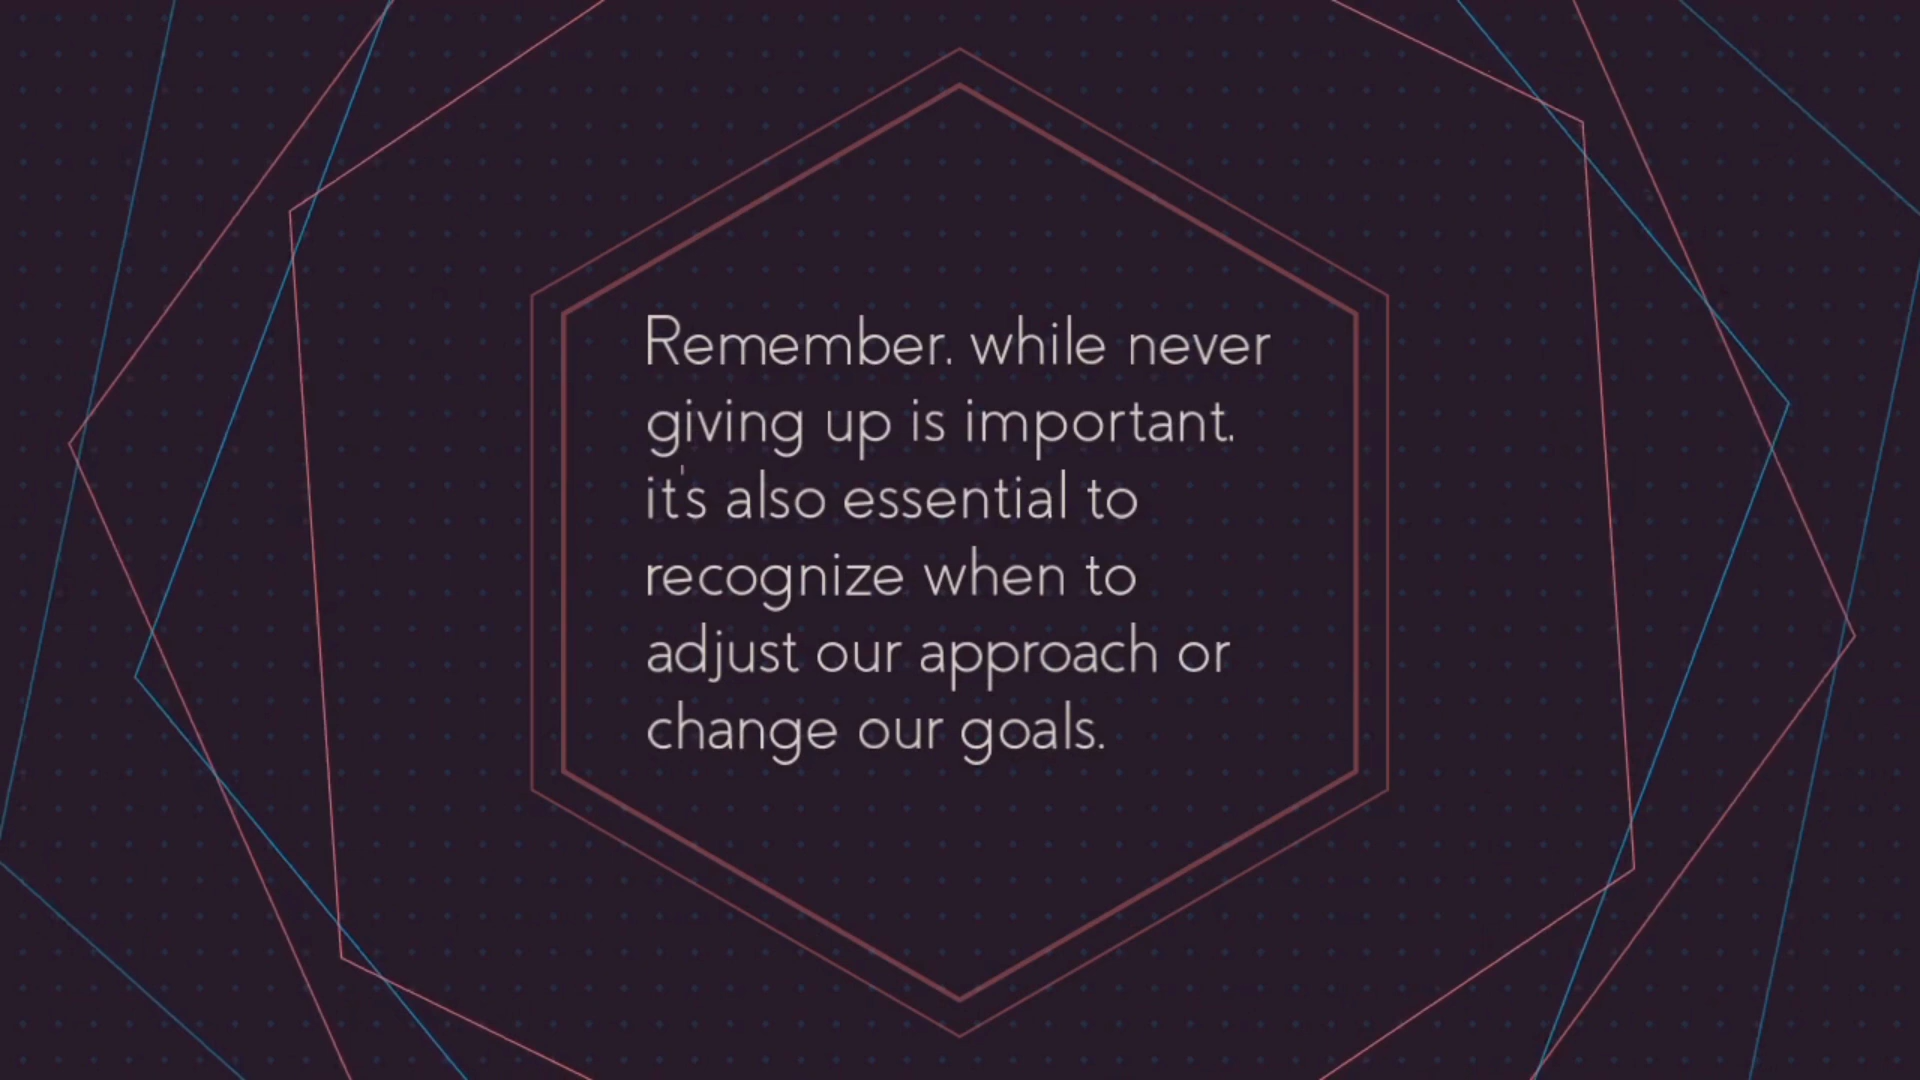 Remember. while never
giving up is important.
it's also essential to
recognize when to
adjust our approach or
change our goals.